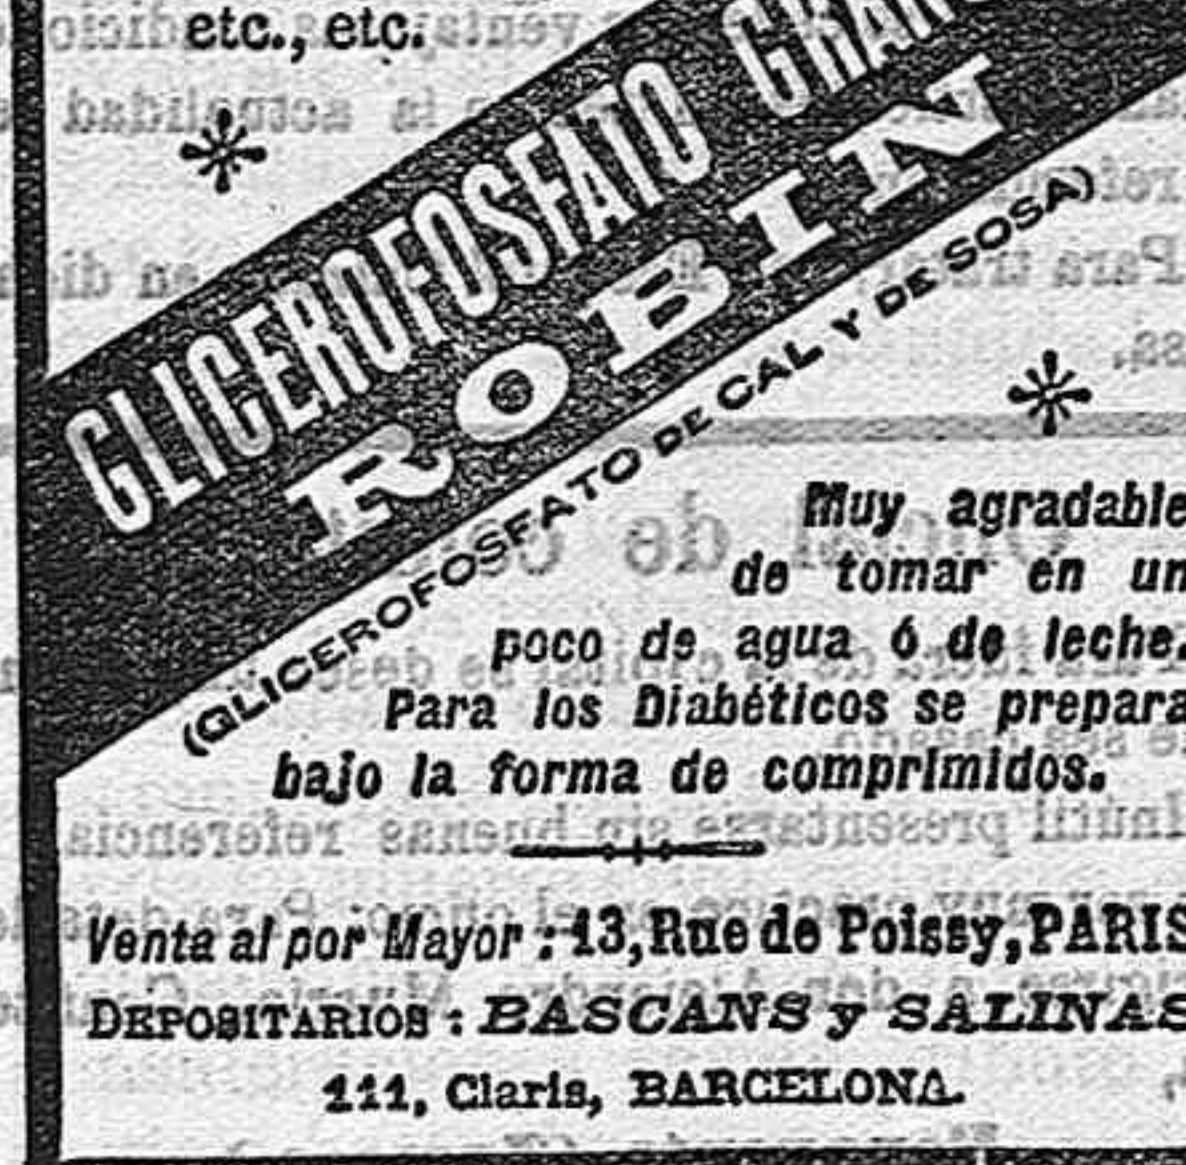 etc., etc.
GLICEROFOSFATO
ROBIN
(GLICEROFOSFATO DE CAL Y DE SOSA)
Muy agradable
de tomar en un
poco de agua ó de leche.
Para los Diabéticos se prepara
bajo la forma de comprimidos.
Venta al por Mayor : 13, Rue de Poissy, PARIS
DEPOSITARIOS : BASCANS y SALINAS
111, Claris, BARCELONA.